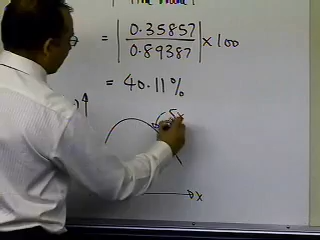 = | 0.35857 / 0.89387 | × 100
= 40.11%
x